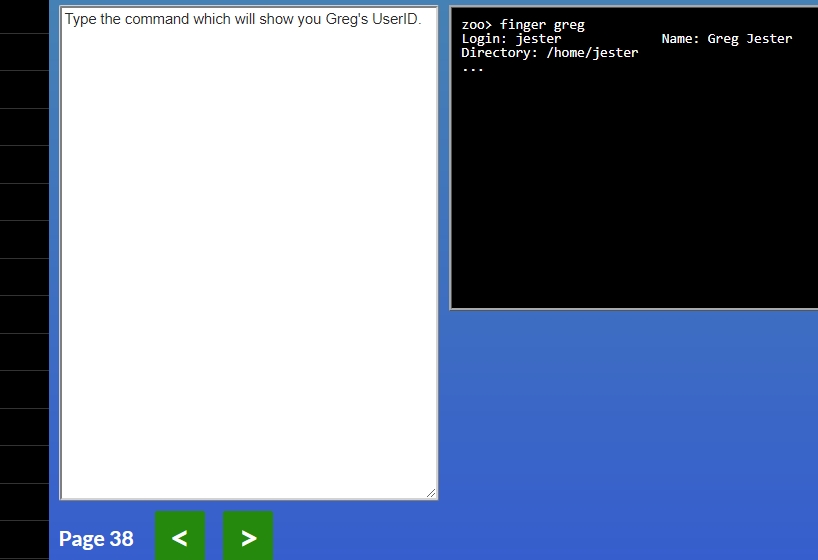 Type the command which will show you Greg's UserID.
zoo> finger greg
Login: jester Name: Greg Jester
Directory: /home/jester
...
Page 38 < >